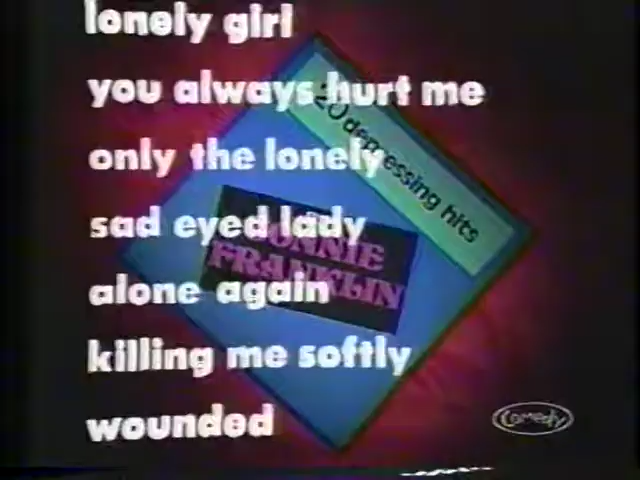 lonely girl
you always hurt me
only the lonely
sad eyed lady
alone again
killing me softly
wounded
20 depressing hits
CONNIE
FRANKLIN
Comedy